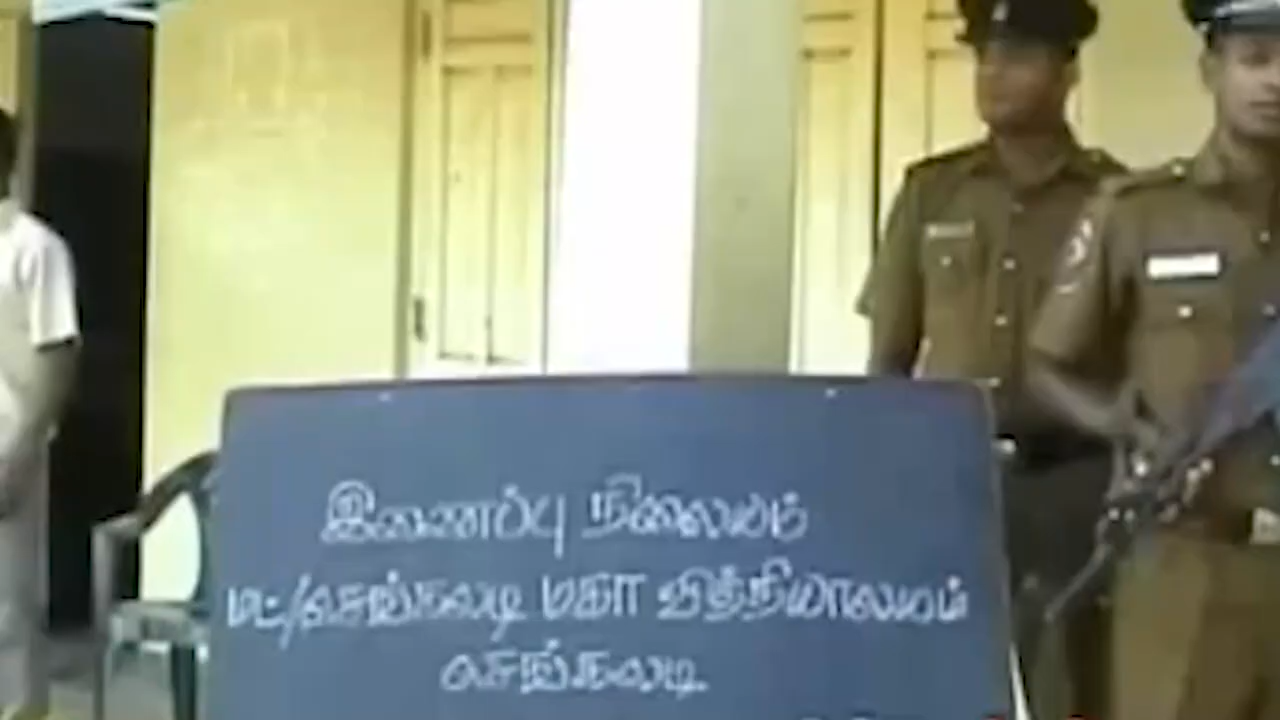 இணைப்பு நிலையம்
மட்/செங்கலடி மகா வித்தியாலயம்
செங்கலடி